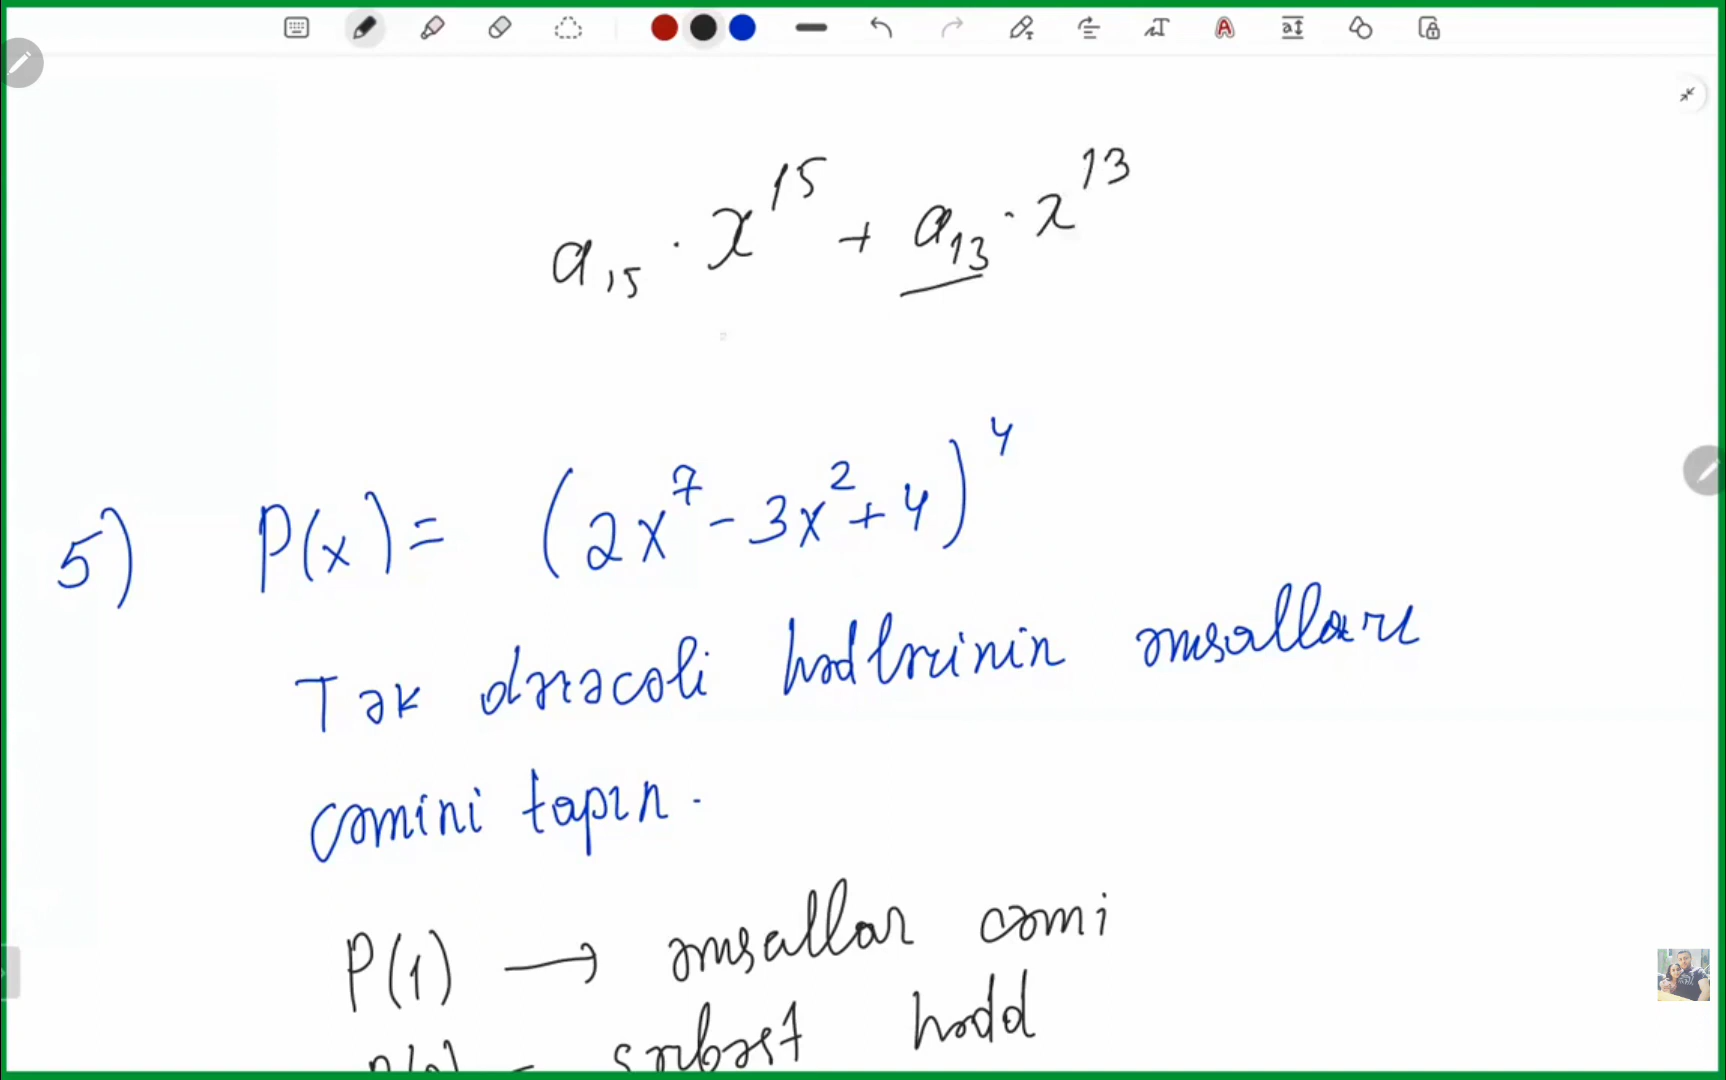 a₁₅ · x¹⁵ + a₁₃ · x¹³
5) P(x) = (2x⁷ - 3x² + 4)⁴
Tək dərəcəli hədlərinin əmsalları
cəmini tapın.
P(1) → əmsallar cəmi
sərbəst hədd